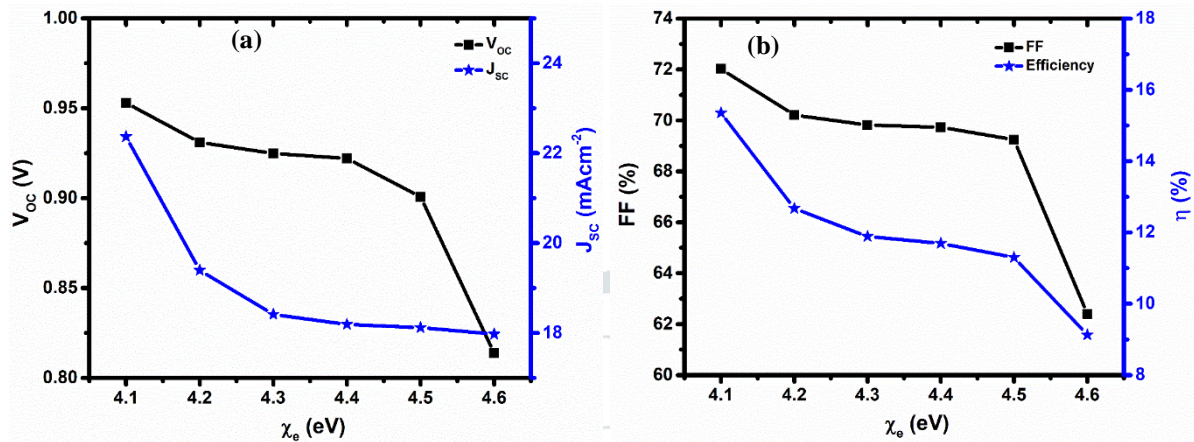 (a)
V_OC
J_SC
V_OC (V)
1.00
0.95
0.90
0.85
0.80
24
22
20
18
J_SC (mAcm⁻²)
4.1 4.2 4.3 4.4 4.5 4.6
χ_e (eV)
(b)
FF
Efficiency
FF (%)
74
72
70
68
66
64
62
60
18
16
14
12
10
8
η (%)
4.1 4.2 4.3 4.4 4.5 4.6
χ_e (eV)